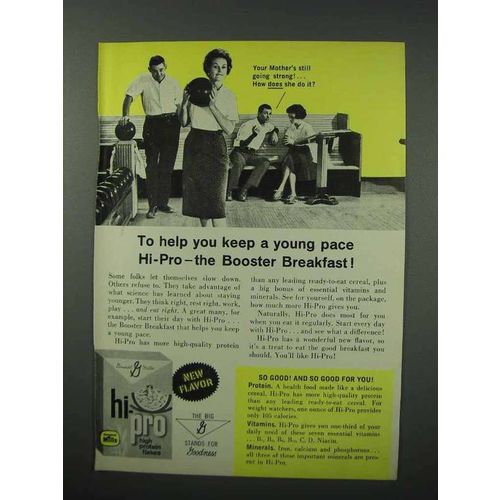 Your Mother's still
going strong!...
How does she do it?
To help you keep a young pace
Hi-Pro—the Booster Breakfast!
Some folks let themselves slow down.
Others refuse to. They take advantage of
what science has learned about staying
younger. They think right, rest right, work,
play . . . and eat right. A great many, for
example, start their day with Hi-Pro . . .
the Booster Breakfast that helps you keep
a young pace.
Hi-Pro has more high-quality protein
than any leading ready-to-eat cereal, plus
a big bonus of essential vitamins and
minerals. See for yourself, on the package,
how much more Hi-Pro gives you.
Naturally, Hi-Pro does most for you
when you eat it regularly. Start every day
with Hi-Pro . . . and see what a difference!
Hi-Pro has a wonderful new flavor, so
it's a treat to eat the good breakfast you
should. You'll like Hi-Pro!
General Mills
hi-
pro
high
protein
flakes
NEW
FLAVOR
THE BIG
G
STANDS FOR
Goodness
SO GOOD! AND SO GOOD FOR YOU!
Protein. A health food made like a delicious
cereal. Hi-Pro has more high-quality protein
than any leading ready-to-eat cereal. For
weight watchers, one ounce of Hi-Pro provides
only 105 calories.
Vitamins. Hi-Pro gives you one-third of your
daily need of these seven essential vitamins
. . . B₁, B₂, B₆, B₁₂, C, D, Niacin.
Minerals. Iron, calcium and phosphorus...
all three of these important minerals are pres-
ent in Hi-Pro.